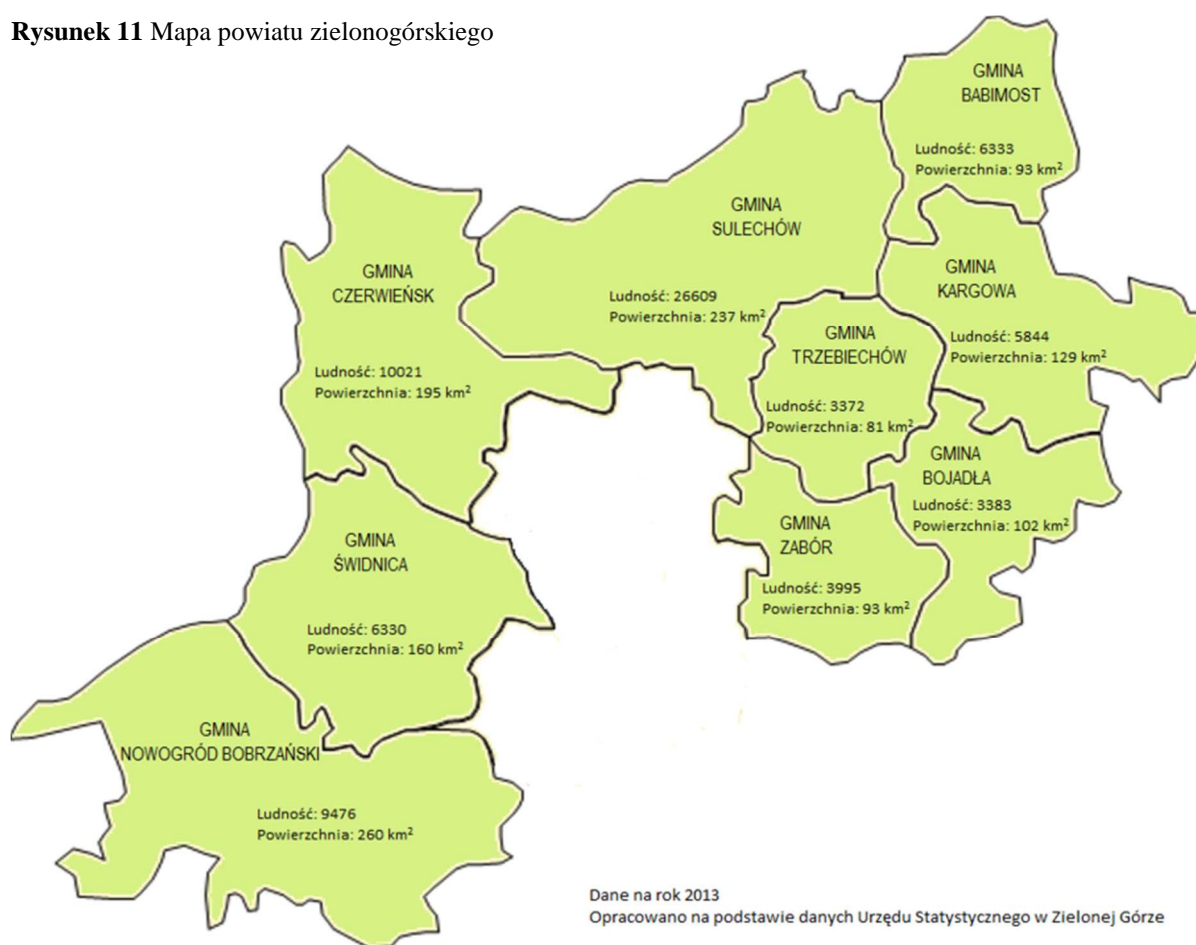 Rysunek 11 Mapa powiatu zielonogórskiego
GMINA
BABIMOST
Ludność: 6333
Powierzchnia: 93 km²
GMINA
SULECHÓW
Ludność: 26609
Powierzchnia: 237 km²
GMINA
CZERWIEŃSK
Ludność: 10021
Powierzchnia: 195 km²
GMINA
KARGOWA
Ludność: 5844
Powierzchnia: 129 km²
GMINA
TRZEBIECHÓW
Ludność: 3372
Powierzchnia: 81 km²
GMINA
BOJADŁA
Ludność: 3383
Powierzchnia: 102 km²
GMINA
ZABÓR
Ludność: 3995
Powierzchnia: 93 km²
GMINA
ŚWIDNICA
Ludność: 6330
Powierzchnia: 160 km²
GMINA
NOWOGRÓD BOBRZAŃSKI
Ludność: 9476
Powierzchnia: 260 km²
Dane na rok 2013
Opracowano na podstawie danych Urzędu Statystycznego w Zielonej Górze